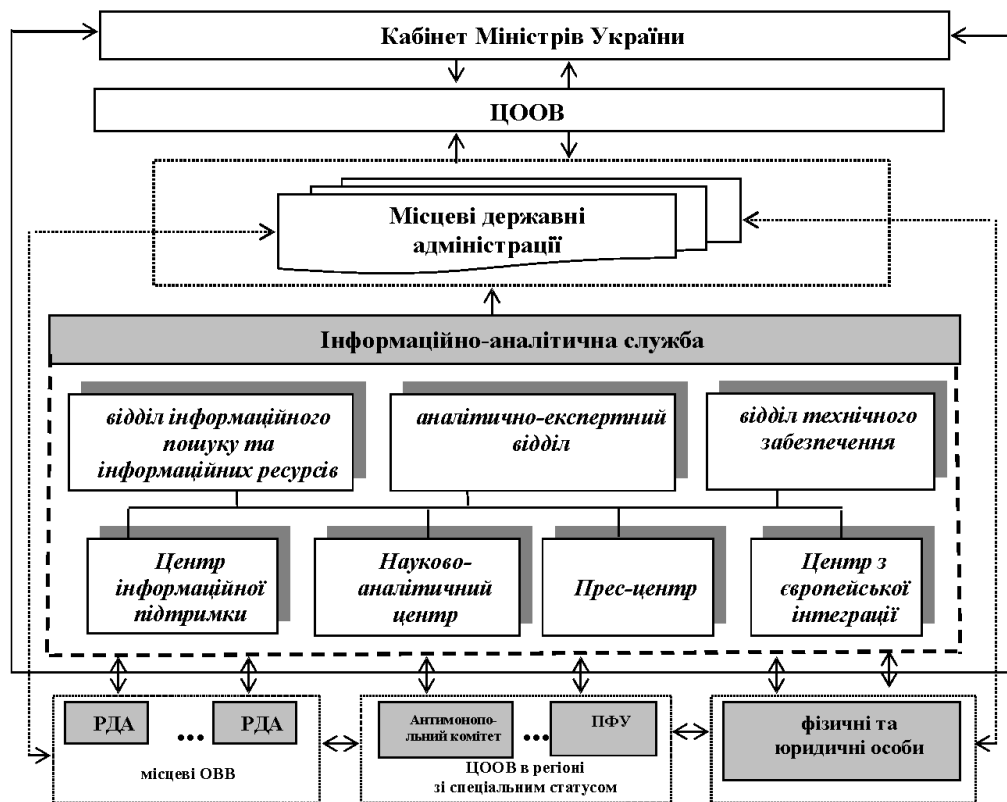 Кабінет Міністрів України
ЦООВ
Місцеві державні
адміністрації
Інформаційно-аналітична служба
відділ інформаційного
пошуку та
інформаційних ресурсів
аналітично-експертний
відділ
відділ технічного
забезпечення
Центр
інформаційної
підтримки
Науково-
аналітичний
центр
Прес-центр
Центр з
європейської
інтеграції
РДА
...
РДА
місцеві ОВВ
Антимонопо-
льний комітет
...
ПФУ
ЦООВ в регіоні
зі спеціальним статусом
фізичні та
юридичні особи